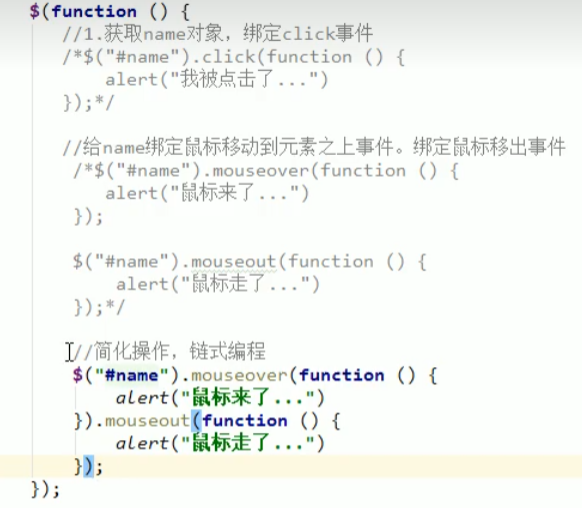 $(function () {
//1.获取name对象，绑定click事件
/*$("#name").click(function () {
alert("我被点击了...")
});*/
//给name绑定鼠标移动到元素之上事件。绑定鼠标移出事件
/*$("#name").mouseover(function () {
alert("鼠标来了...")
});
$("#name").mouseout(function () {
alert("鼠标走了...")
});*/
//简化操作，链式编程
$("#name").mouseover(function () {
alert("鼠标来了...")
}).mouseout(function () {
alert("鼠标走了...")
});
});